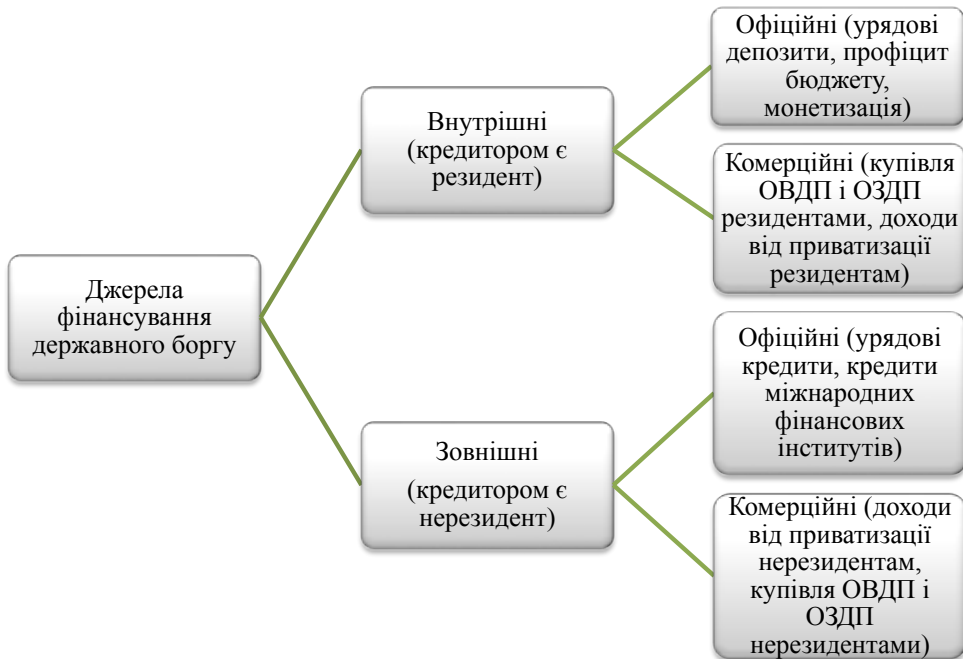 Джерела
фінансування
державного боргу
Внутрішні
(кредитором є
резидент)
Офіційні (урядові
депозити, профіцит
бюджету,
монетизація)
Комерційні (купівля
ОВДП і ОЗДП
резидентами, доходи
від приватизації
резидентам)
Зовнішні
(кредитором є
нерезидент)
Офіційні (урядові
кредити, кредити
міжнародних
фінансових
інститутів)
Комерційні (доходи
від приватизації
нерезидентам,
купівля ОВДП і
ОЗДП
нерезидентами)